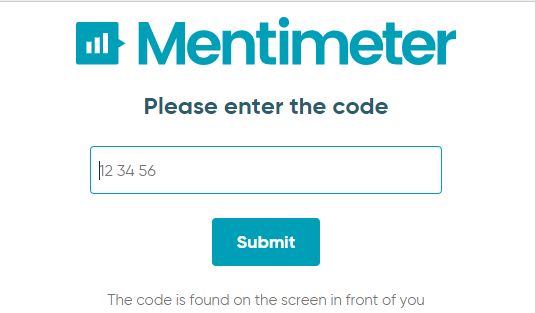 Mentimeter
Please enter the code
12 34 56
Submit
The code is found on the screen in front of you